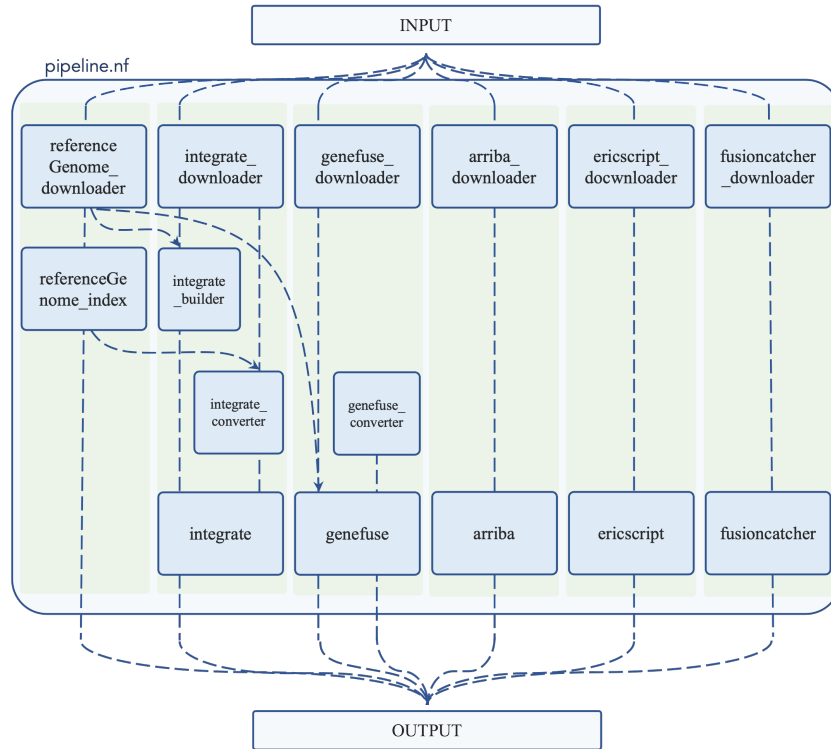 INPUT
pipeline.nf
reference
Genome_
downloader
integrate_
downloader
genefuse_
downloader
arriba_
downloader
ericscript_
docwnloader
fusioncatcher
_downloader
referenceGe
nome_index
integrate
_builder
integrate_
converter
genefuse_
converter
integrate
genefuse
arriba
ericscript
fusioncatcher
OUTPUT